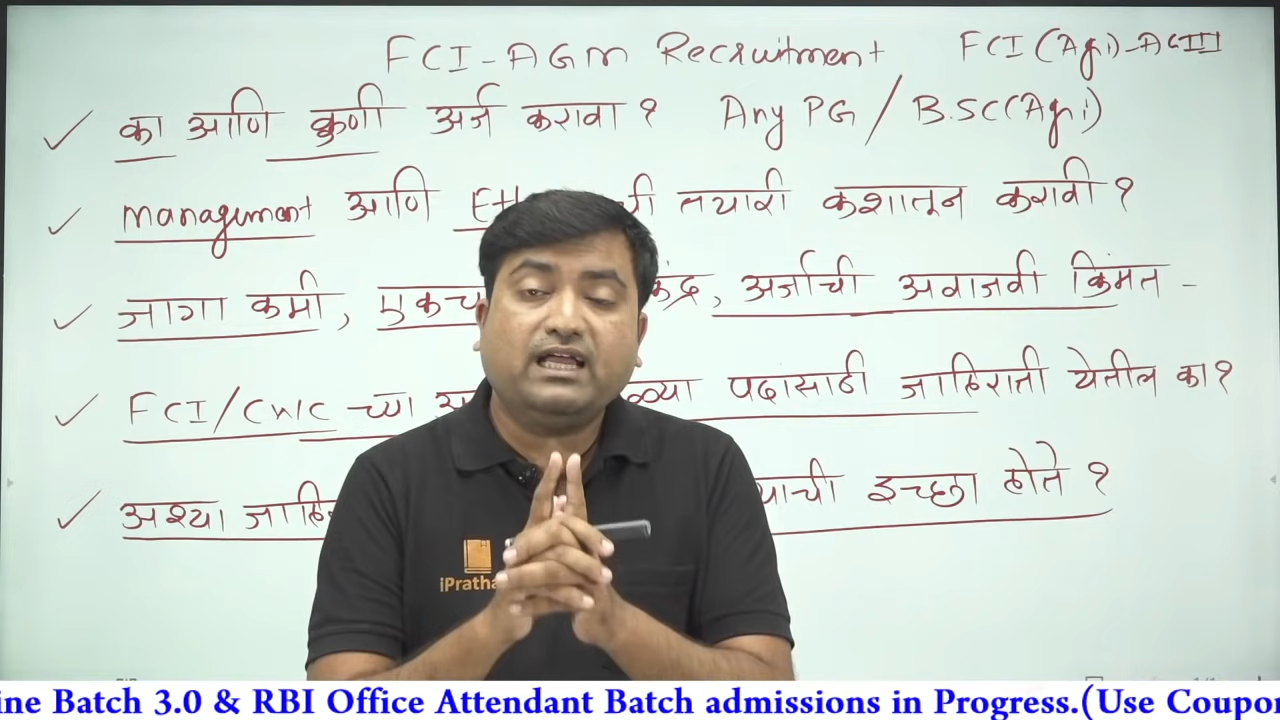 FCI-AGM Recruitment FCI (Agri)-AGIII
का आणि कुणी अर्ज करावा ? Any PG / B.SC(Agri)
management आणि तयारी कशातून करावी ?
जागा कमी, अर्जाची अवाजवी किंमत -
FCI/CWC च्या पदासाठी जाहिराती येतील का?
अश्या इच्छा होते ?
iPratha
ine Batch 3.0 & RBI Office Attendant Batch admissions in Progress.(Use Coupon